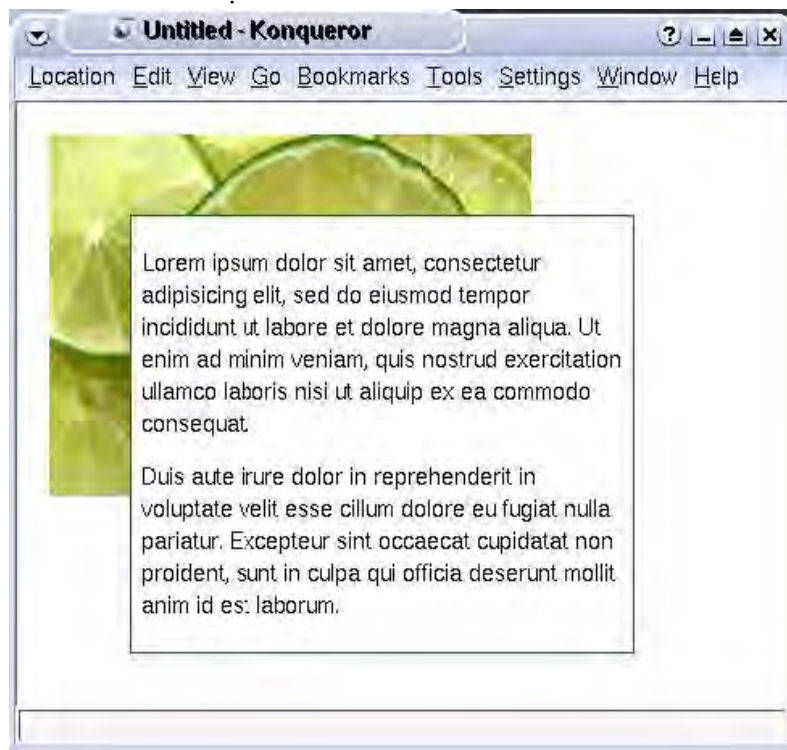 Untitled - Konqueror
Location Edit View Go Bookmarks Tools Settings Window Help
Lorem ipsum dolor sit amet, consectetur
adipisicing elit, sed do eiusmod tempor
incididunt ut labore et dolore magna aliqua. Ut
enim ad minim veniam, quis nostrud exercitation
ullamco laboris nisi ut aliquip ex ea commodo
consequat.
Duis aute irure dolor in reprehenderit in
voluptate velit esse cillum dolore eu fugiat nulla
pariatur. Excepteur sint occaecat cupidatat non
proident, sunt in culpa qui officia deserunt mollit
anim id est laborum.